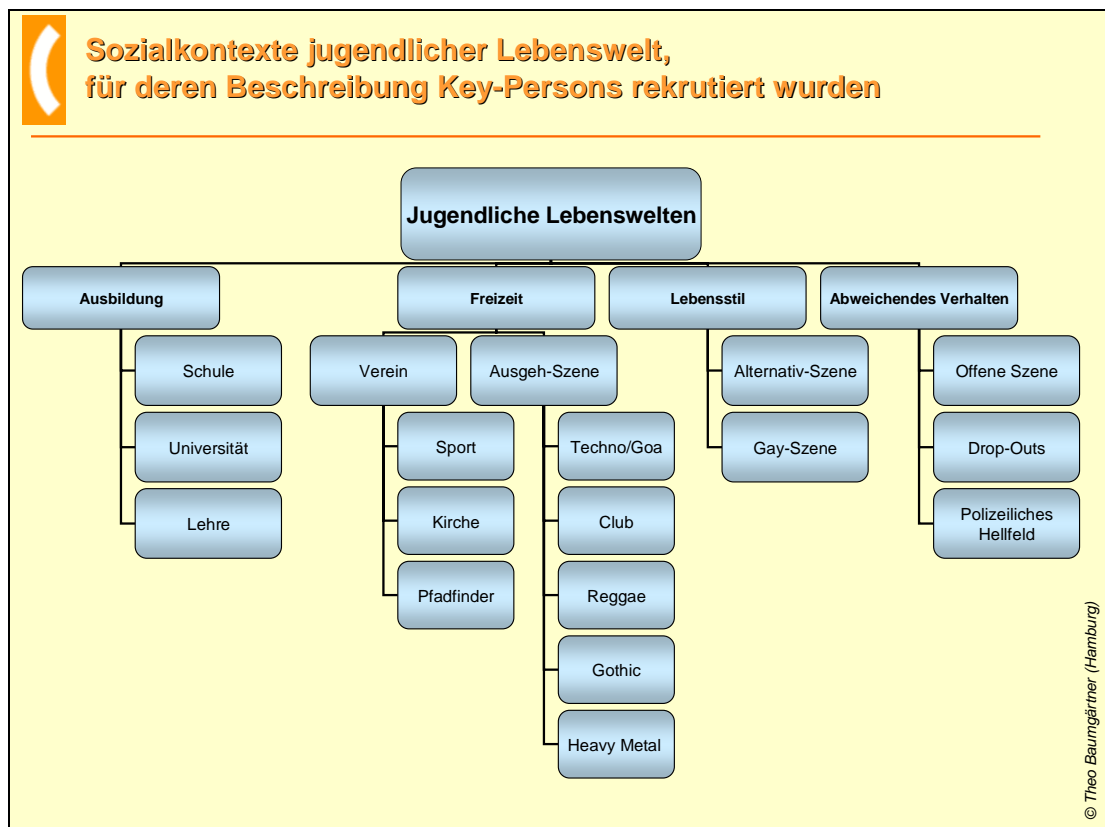 Sozialkontexte jugendlicher Lebenswelt,
für deren Beschreibung Key-Persons rekrutiert wurden
Jugendliche Lebenswelten
Ausbildung
Schule
Universität
Lehre
Freizeit
Verein
Sport
Kirche
Pfadfinder
Ausgeh-Szene
Techno/Goa
Club
Reggae
Gothic
Heavy Metal
Lebensstil
Alternativ-Szene
Gay-Szene
Abweichendes Verhalten
Offene Szene
Drop-Outs
Polizeiliches
Hellfeld
© Theo Baumgärtner (Hamburg)